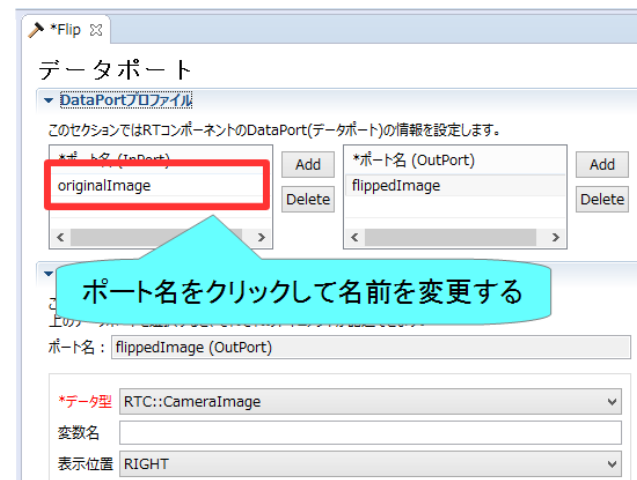 *Flip
データポート
DataPortプロファイル
このセクションではRTコンポーネントのDataPort(データポート)の情報を設定します。
*ポート名 (InPort)
originalImage
Add
Delete
*ポート名 (OutPort)
flippedImage
Add
Delete
ポート名をクリックして名前を変更する
ポート名： flippedImage (OutPort)
*データ型 RTC::CameraImage
変数名
表示位置 RIGHT